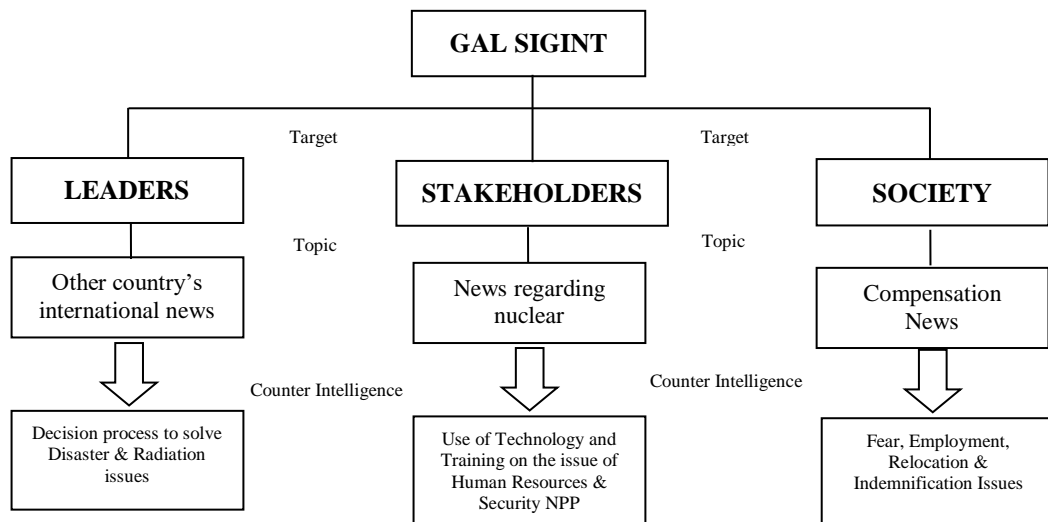 GAL SIGINT
Target
Target
LEADERS
STAKEHOLDERS
SOCIETY
Topic
Topic
Other country’s
international news
News regarding
nuclear
Compensation
News
Counter Intelligence
Counter Intelligence
Decision process to solve
Disaster & Radiation
issues
Use of Technology and
Training on the issue of
Human Resources &
Security NPP
Fear, Employment,
Relocation &
Indemnification Issues